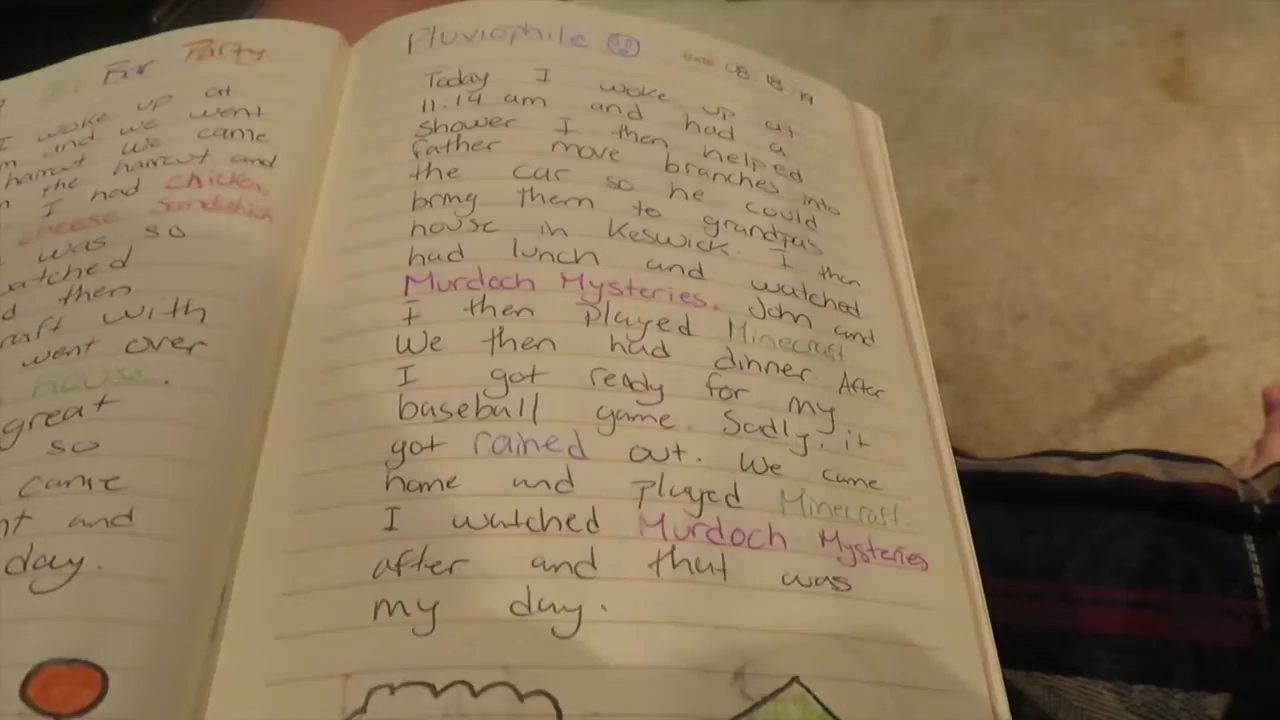 For Party
I woke up at
and we went
haircut We came
the haircut and
I had chicken,
cheese Sandwich
was so
watched
then
raft with
went over
house.
great
so
came
nt and
day.
Pluviophile
DATE 08 18 19
Today I woke up at
11:14 am and had a
shower I then helped
father move branches into
the car so he could
bring them to grandpa's
house in Keswick. I then
had lunch and watched
Murdoch Mysteries. John and
I then played Minecraft
We then had dinner. After
I got ready for my
baseball game. Sadly, it
got rained out. We came
home and played Minecraft.
I watched Murdoch Mysteries
after and that was
my day.